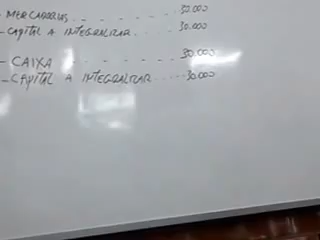 - MERCADORIAS - - - - - - 30.000
- CAPITAL A INTEGRALIZAR .... 30.000
- CAIXA - - - - - - 30.000
- CAPITAL A INTEGRALIZAR .... 30.000